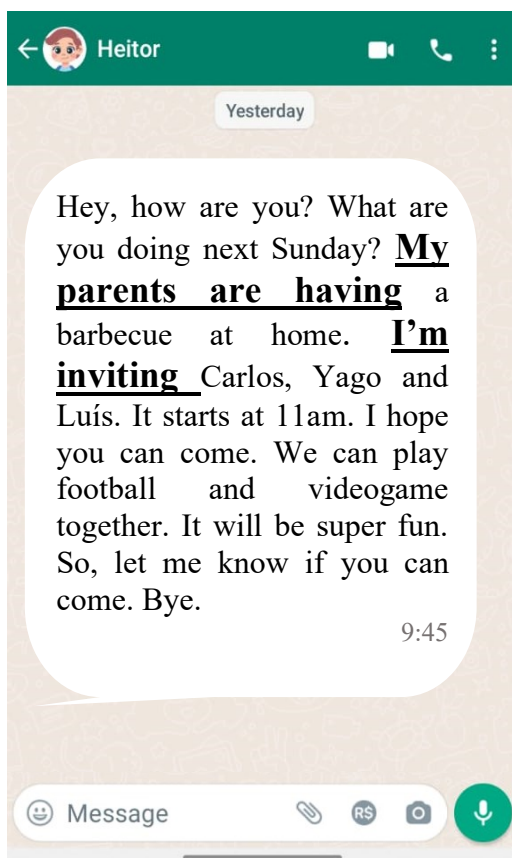 Heitor
Yesterday
Hey, how are you? What are
you doing next Sunday? My
parents are having a
barbecue at home. I’m
inviting Carlos, Yago and
Luís. It starts at 11am. I hope
you can come. We can play
football and videogame
together. It will be super fun.
So, let me know if you can
come. Bye.
9:45
Message
R$